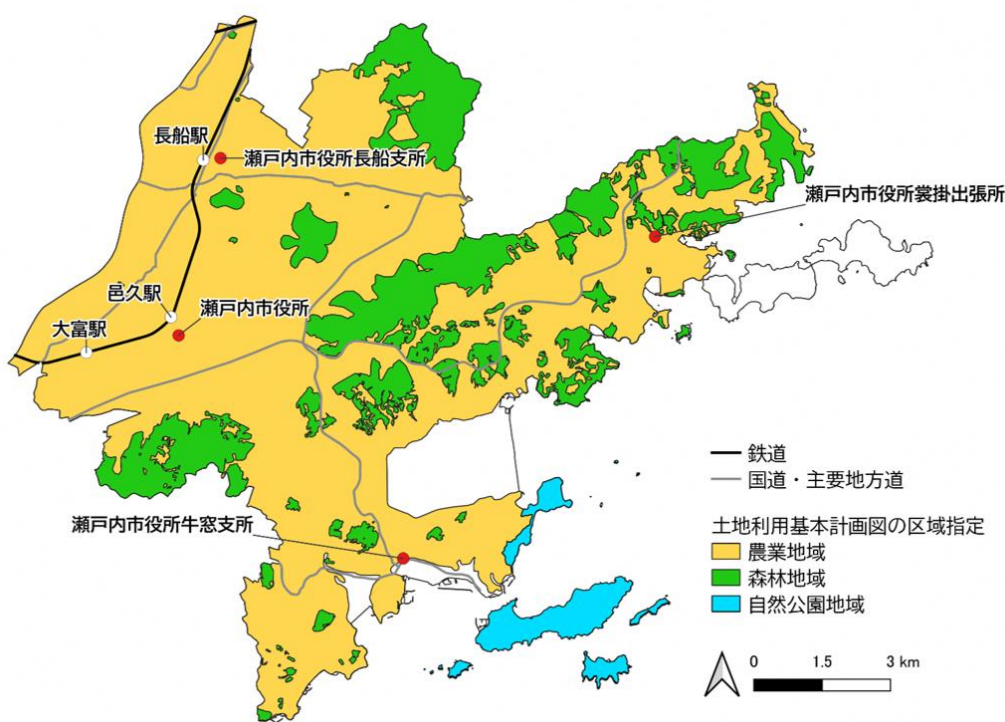 長船駅
瀬戸内市役所長船支所
瀬戸内市役所裳掛出張所
邑久駅
瀬戸内市役所
大富駅
瀬戸内市役所牛窓支所
鉄道
国道・主要地方道
土地利用基本計画図の区域指定
農業地域
森林地域
自然公園地域
0 1.5 3 km